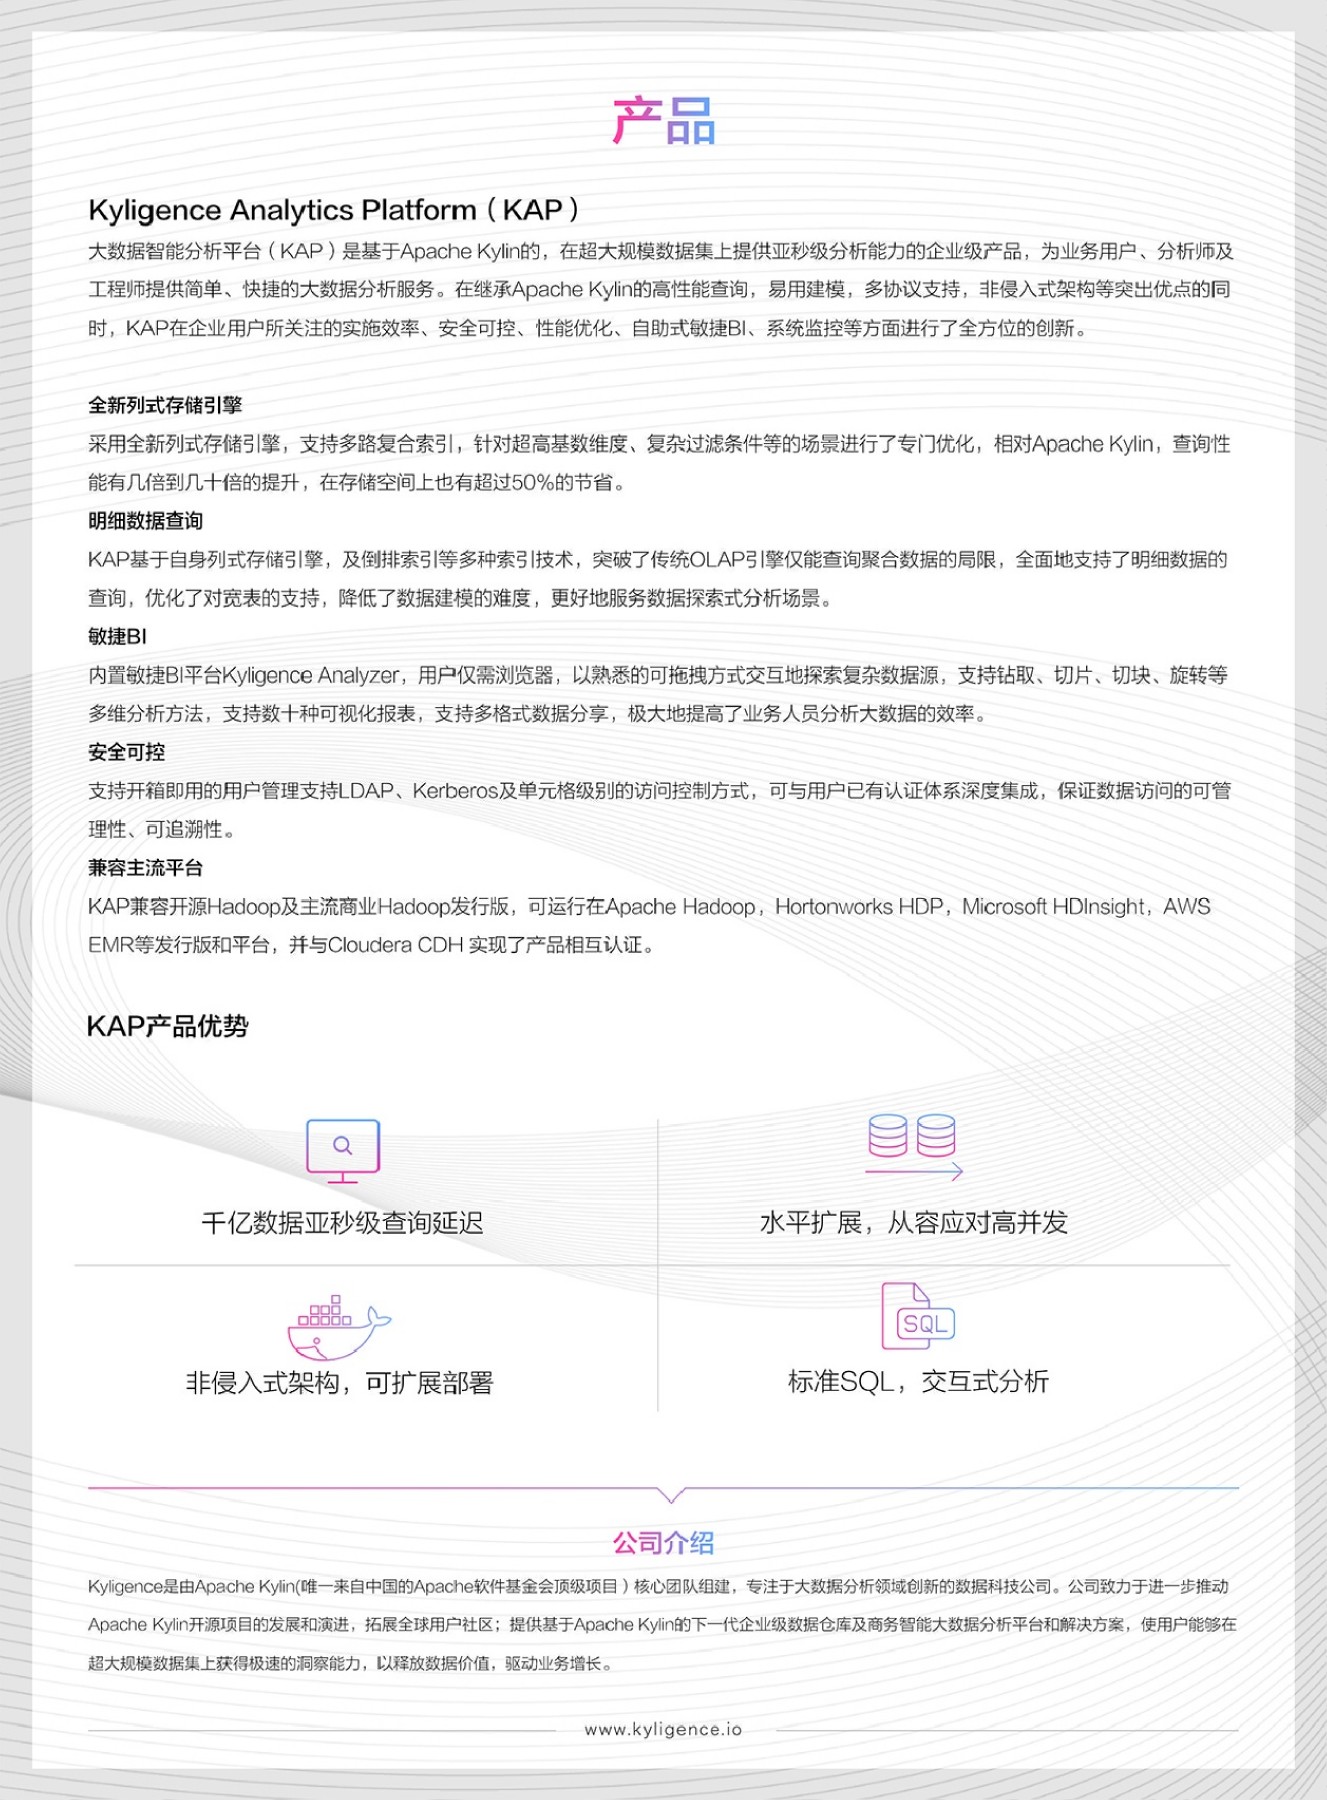 产品
Kyligence Analytics Platform（KAP）
大数据智能分析平台（KAP）是基于Apache Kylin的，在超大规模数据集上提供亚秒级分析能力的企业级产品，为业务用户、分析师及
工程师提供简单、快捷的大数据分析服务。在继承Apache Kylin的高性能查询，易用建模，多协议支持，非侵入式架构等突出优点的同
时，KAP在企业用户所关注的实施效率、安全可控、性能优化、自助式敏捷BI、系统监控等方面进行了全方位的创新。
全新列式存储引擎
采用全新列式存储引擎，支持多路复合索引，针对超高基数维度、复杂过滤条件等的场景进行了专门优化，相对Apache Kylin，查询性
能有几倍到几十倍的提升，在存储空间上也有超过50%的节省。
明细数据查询
KAP基于自身列式存储引擎，及倒排索引等多种索引技术，突破了传统OLAP引擎仅能查询聚合数据的局限，全面地支持了明细数据的
查询，优化了对宽表的支持，降低了数据建模的难度，更好地服务数据探索式分析场景。
敏捷BI
内置敏捷BI平台Kyligence Analyzer，用户仅需浏览器，以熟悉的可拖拽方式交互地探索复杂数据源，支持钻取、切片、切块、旋转等
多维分析方法，支持数十种可视化报表，支持多格式数据分享，极大地提高了业务人员分析大数据的效率。
安全可控
支持开箱即用的用户管理支持LDAP、Kerberos及单元格级别的访问控制方式，可与用户已有认证体系深度集成，保证数据访问的可管
理性、可追溯性。
兼容主流平台
KAP兼容开源Hadoop及主流商业Hadoop发行版，可运行在Apache Hadoop，Hortonworks HDP，Microsoft HDInsight，AWS
EMR等发行版和平台，并与Cloudera CDH 实现了产品相互认证。
KAP产品优势
千亿数据亚秒级查询延迟
水平扩展，从容应对高并发
SQL
非侵入式架构，可扩展部署
标准SQL，交互式分析
公司介绍
Kyligence是由Apache Kylin(唯一来自中国的Apache软件基金会顶级项目）核心团队组建，专注于大数据分析领域创新的数据科技公司。公司致力于进一步推动
Apache Kylin开源项目的发展和演进，拓展全球用户社区；提供基于Apache Kylin的下一代企业级数据仓库及商务智能大数据分析平台和解决方案，使用户能够在
超大规模数据集上获得极速的洞察能力，以释放数据价值，驱动业务增长。
www.kyligence.io